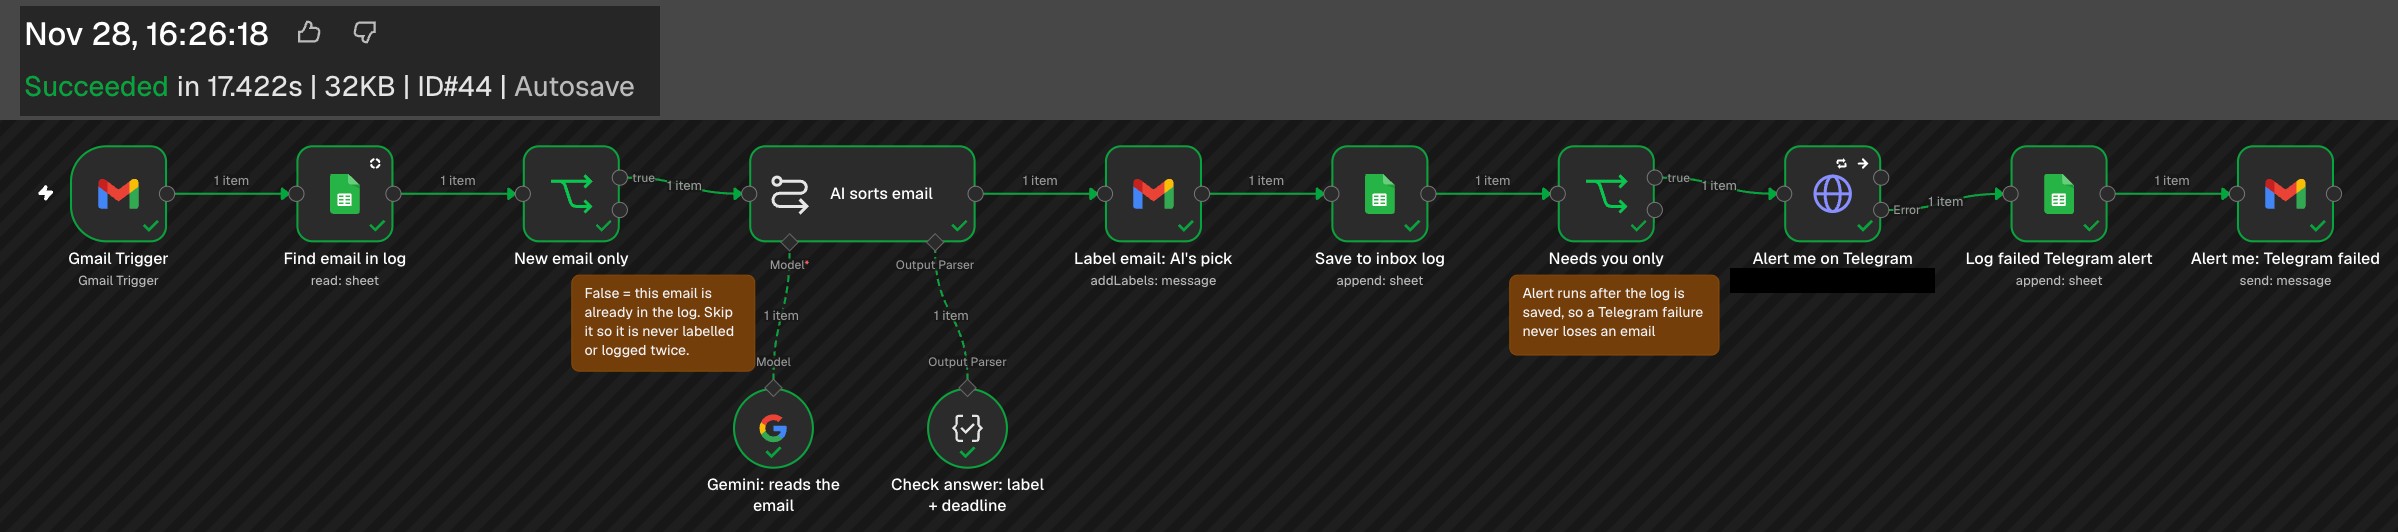 Nov 28, 16:26:18
Succeeded in 17.422s | 32KB | ID#44 | Autosave
1 item
1 item
true
1 item
AI sorts email
1 item
1 item
1 item
true
1 item
Error
1 item
1 item
Gmail Trigger
Gmail Trigger
Find email in log
read: sheet
New email only
Model*
Output Parser
Label email: AI's pick
addLabels: message
Save to inbox log
append: sheet
Needs you only
Alert me on Telegram
Log failed Telegram alert
append: sheet
Alert me: Telegram failed
send: message
False = this email is
already in the log. Skip
it so it is never labelled
or logged twice.
1 item
1 item
Alert runs after the log is
saved, so a Telegram failure
never loses an email
Model
Output Parser
Gemini: reads the
email
Check answer: label
+ deadline